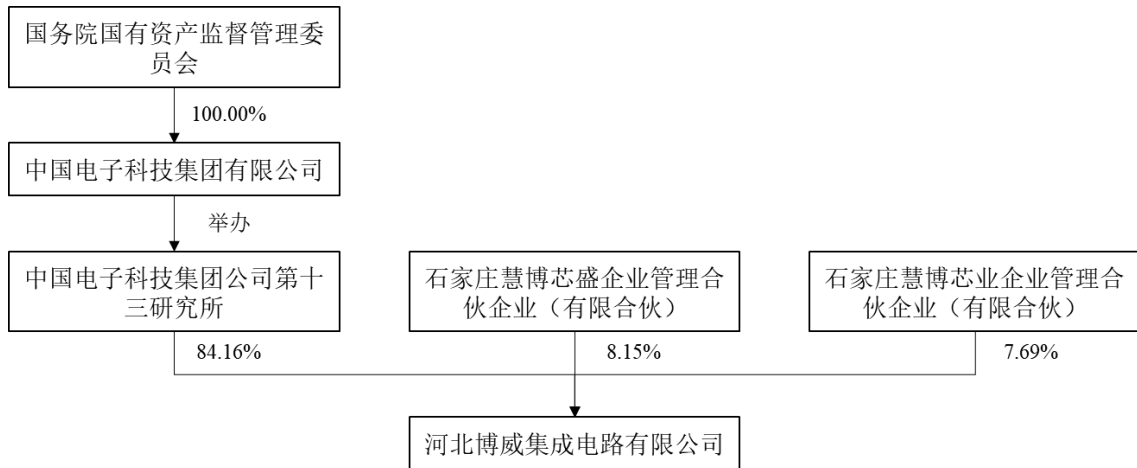 国务院国有资产监督管理委
员会
100.00%
中国电子科技集团有限公司
举办
中国电子科技集团公司第十
三研究所
石家庄慧博芯盛企业管理合
伙企业（有限合伙）
石家庄慧博芯业企业管理合
伙企业（有限合伙）
84.16%
8.15%
7.69%
河北博威集成电路有限公司